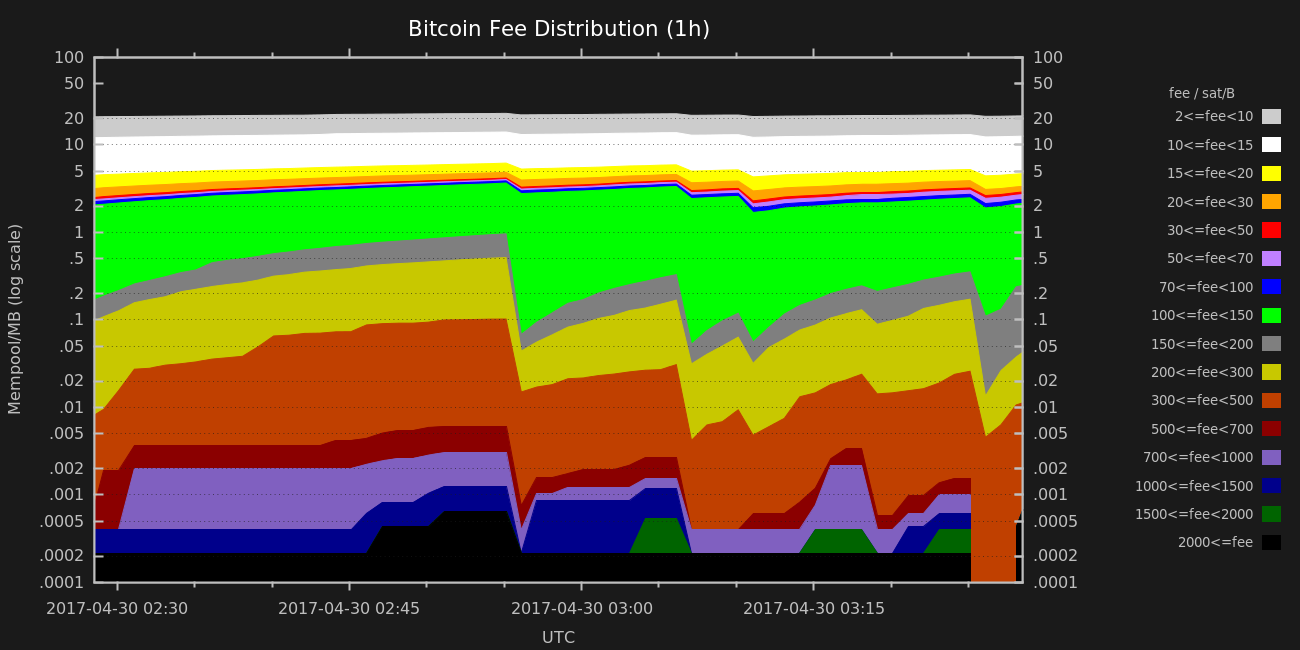 Bitcoin Fee Distribution (1h)
100 100
50 50
20 20
10 10
5 5
2 2
1 1
.5 .5
.2 .2
.1 .1
.05 .05
.02 .02
.01 .01
.005 .005
.002 .002
.001 .001
.0005 .0005
.0002 .0002
.0001 .0001
Mempool/MB (log scale)
2017-04-30 02:30 2017-04-30 02:45 2017-04-30 03:00 2017-04-30 03:15
UTC
fee / sat/B
2<=fee<10
10<=fee<15
15<=fee<20
20<=fee<30
30<=fee<50
50<=fee<70
70<=fee<100
100<=fee<150
150<=fee<200
200<=fee<300
300<=fee<500
500<=fee<700
700<=fee<1000
1000<=fee<1500
1500<=fee<2000
2000<=fee